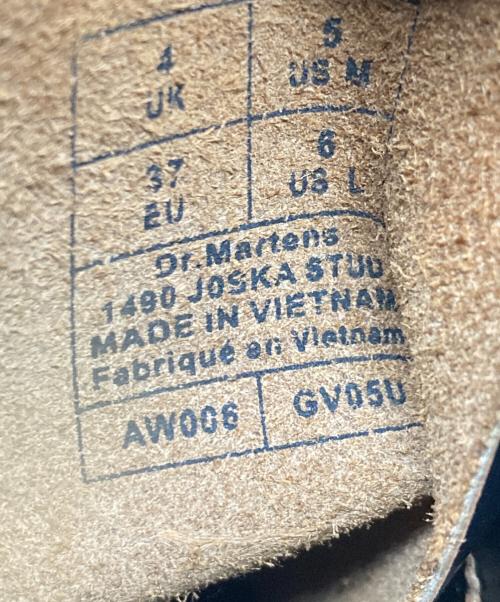 4 5
UK US M
37 6
EU US L
Dr.Martens
1490 JOSKA STUD
MADE IN VIETNAM
Fabriqué en Vietnam
AW006 GV05U